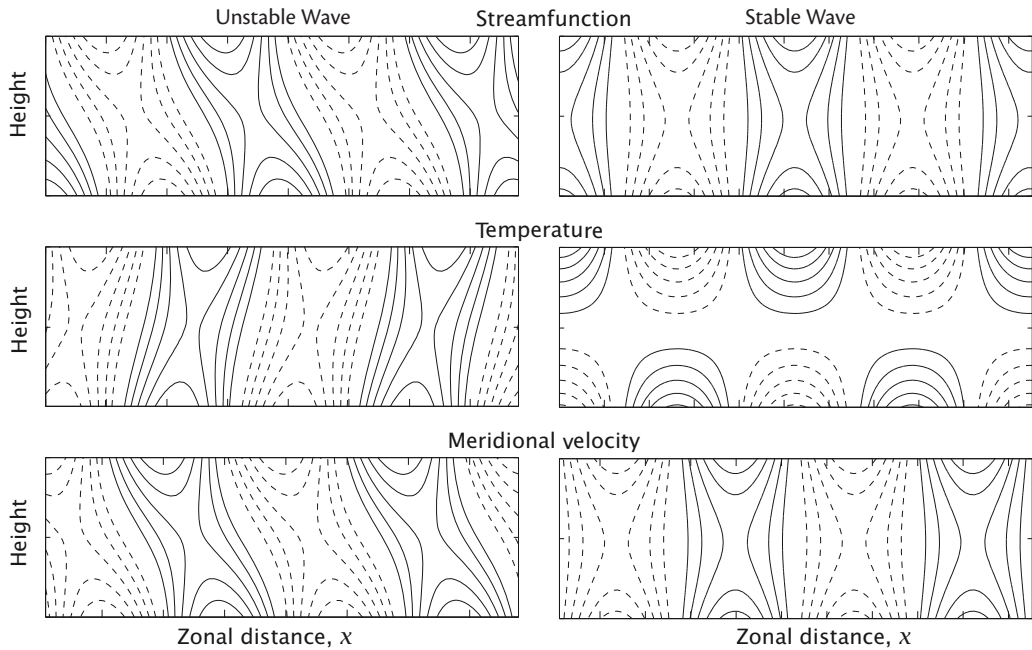 Unstable Wave Streamfunction Stable Wave
Height
Temperature
Height
Meridional velocity
Height
Zonal distance, x Zonal distance, x